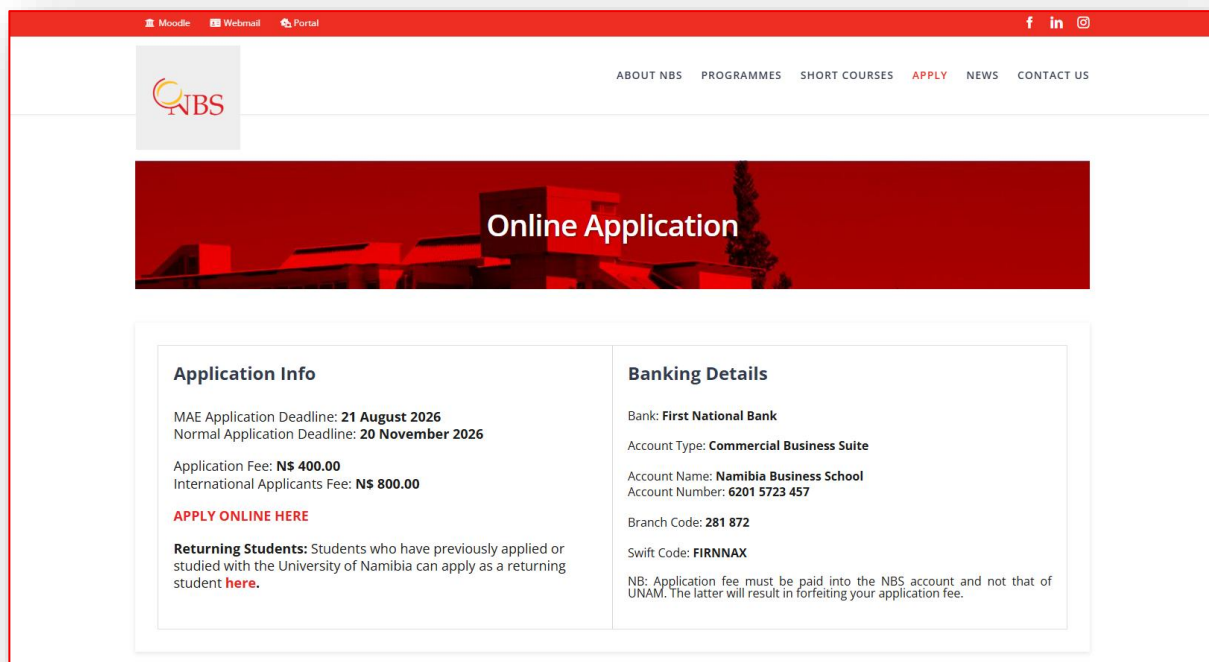 Moodle Webmail Portal
NBS
ABOUT NBS PROGRAMMES SHORT COURSES APPLY NEWS CONTACT US
Online Application
Application Info
MAE Application Deadline: 21 August 2026
Normal Application Deadline: 20 November 2026
Application Fee: N$ 400.00
International Applicants Fee: N$ 800.00
APPLY ONLINE HERE
Returning Students: Students who have previously applied or
studied with the University of Namibia can apply as a returning
student here.
Banking Details
Bank: First National Bank
Account Type: Commercial Business Suite
Account Name: Namibia Business School
Account Number: 6201 5723 457
Branch Code: 281 872
Swift Code: FIRNNAX
NB: Application fee must be paid into the NBS account and not that of
UNAM. The latter will result in forfeiting your application fee.